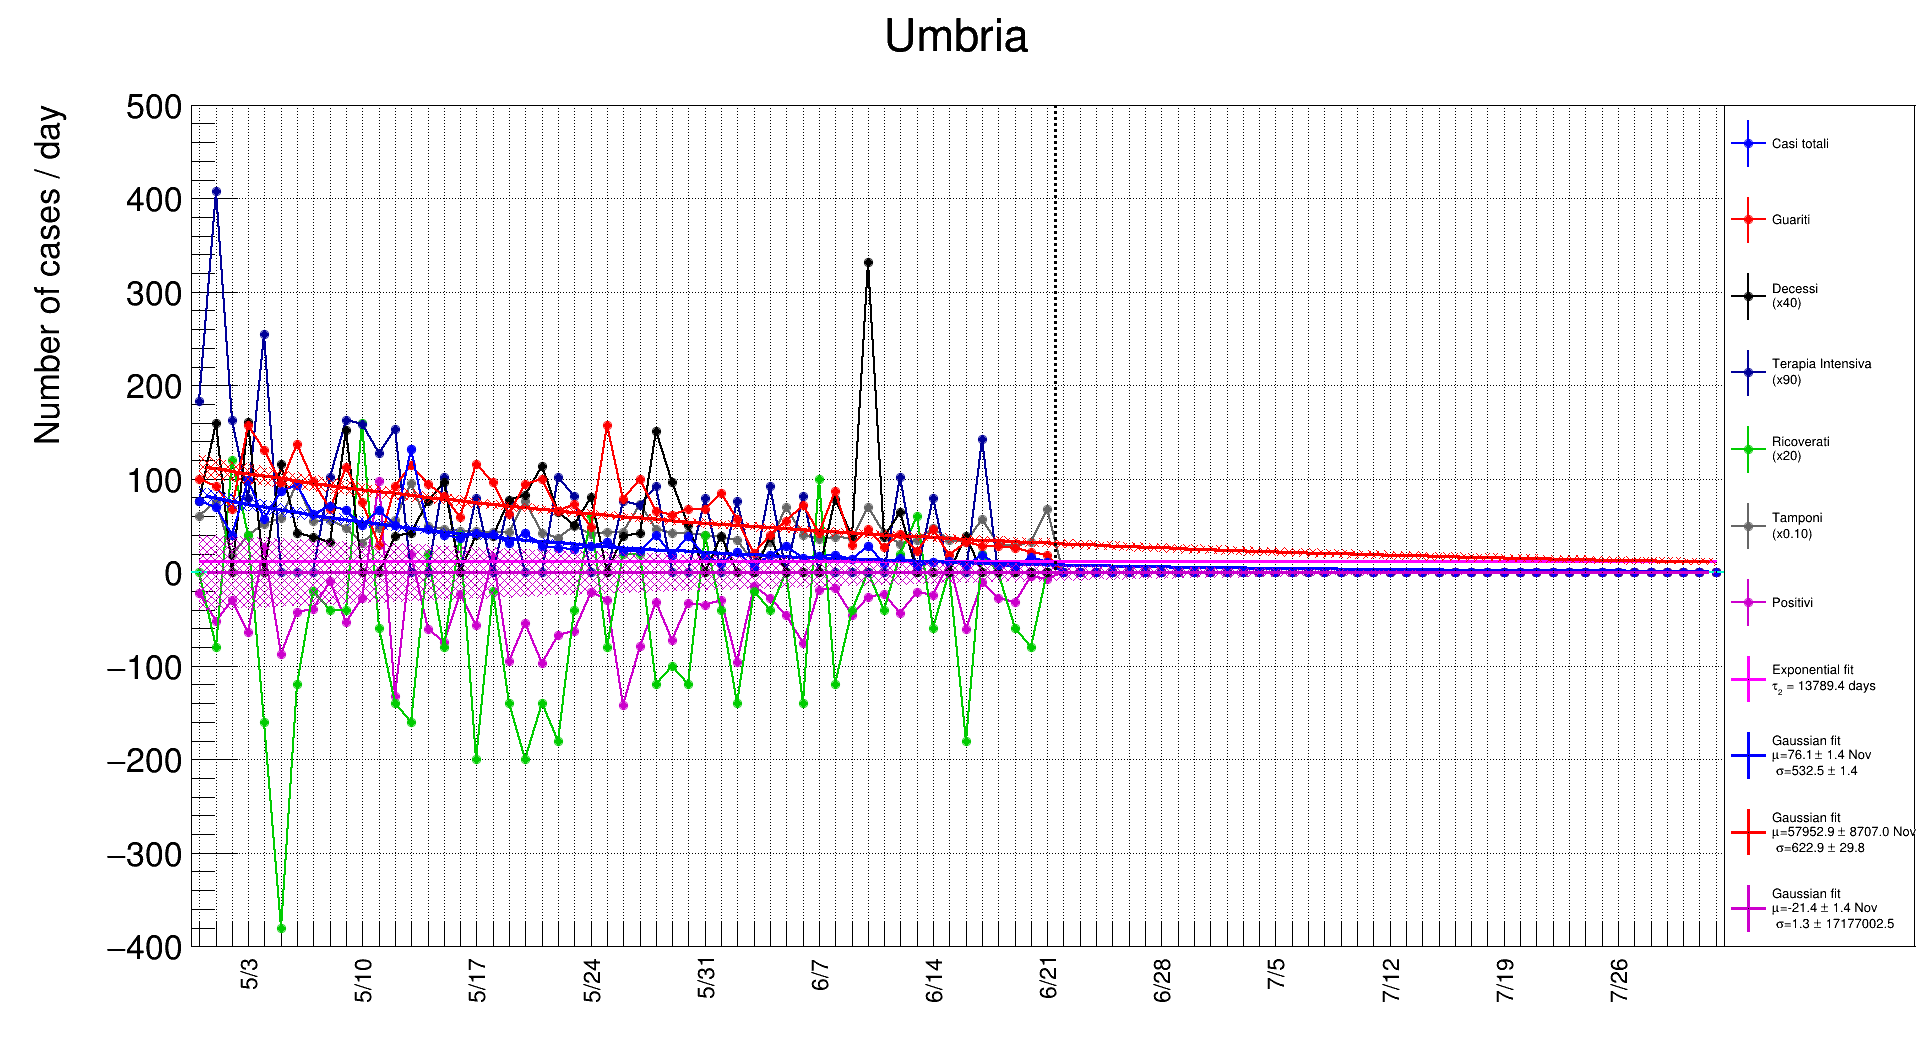 Umbria
Number of cases / day
500
400
300
200
100
0
−100
−200
−300
−400
5/3
5/10
5/17
5/24
5/31
6/7
6/14
6/21
6/28
7/5
7/12
7/19
7/26
Casi totali
Guariti
Decessi
(x40)
Terapia Intensiva
(x90)
Ricoverati
(x20)
Tamponi
(x0.10)
Positivi
Exponential fit
τ2 = 13789.4 days
Gaussian fit
μ=76.1 ± 1.4 Nov
σ=532.5 ± 1.4
Gaussian fit
μ=57952.9 ± 8707.0 Nov
σ=622.9 ± 29.8
Gaussian fit
μ=-21.4 ± 1.4 Nov
σ=1.3 ± 17177002.5